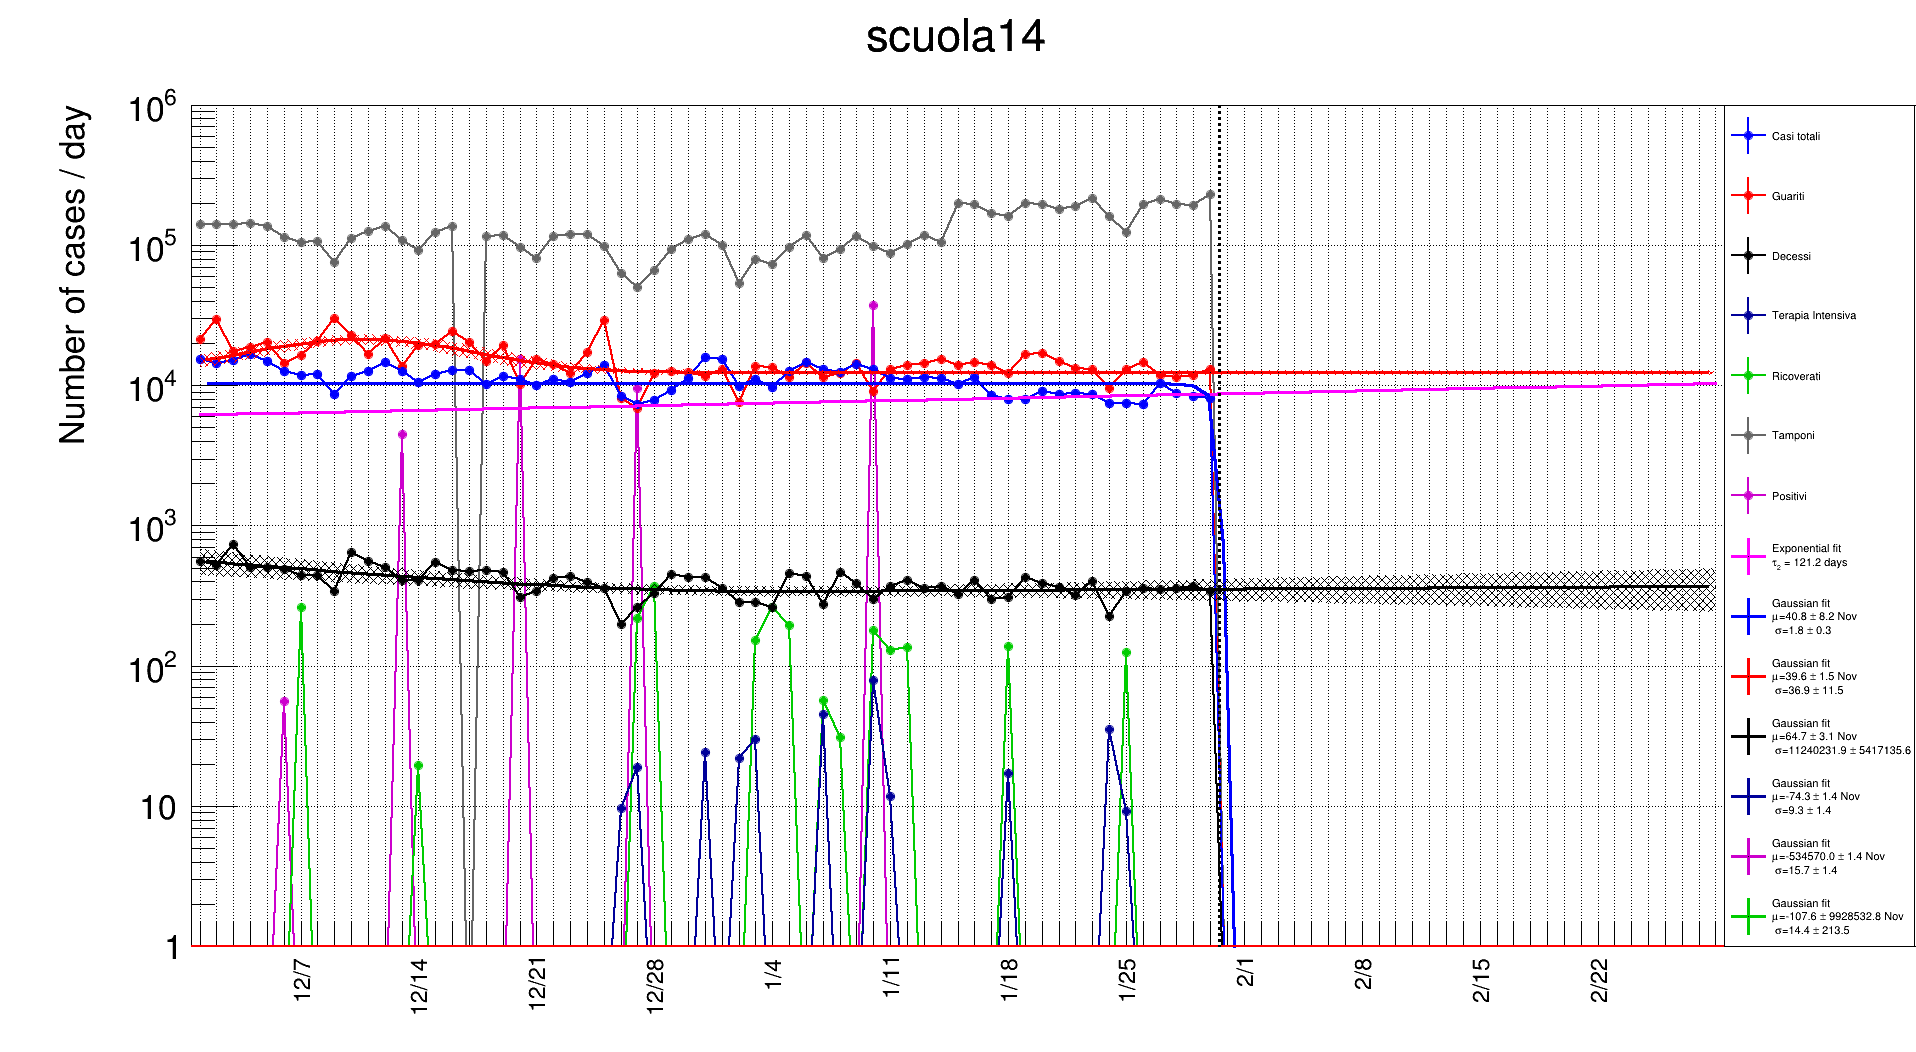 scuola14
Number of cases / day
10^6
10^5
10^4
10^3
10^2
10
1
12/7
12/14
12/21
12/28
1/4
1/11
1/18
1/25
2/1
2/8
2/15
2/22
Casi totali
Guariti
Decessi
Terapia Intensiva
Ricoverati
Tamponi
Positivi
Exponential fit
τ₂ = 121.2 days
Gaussian fit
μ=40.8 ± 8.2 Nov
σ=1.8 ± 0.3
Gaussian fit
μ=39.6 ± 1.5 Nov
σ=36.9 ± 11.5
Gaussian fit
μ=64.7 ± 3.1 Nov
σ=11240231.9 ± 5417135.6
Gaussian fit
μ=-74.3 ± 1.4 Nov
σ=9.3 ± 1.4
Gaussian fit
μ=-534570.0 ± 1.4 Nov
σ=15.7 ± 1.4
Gaussian fit
μ=-107.6 ± 9928532.8 Nov
σ=14.4 ± 213.5